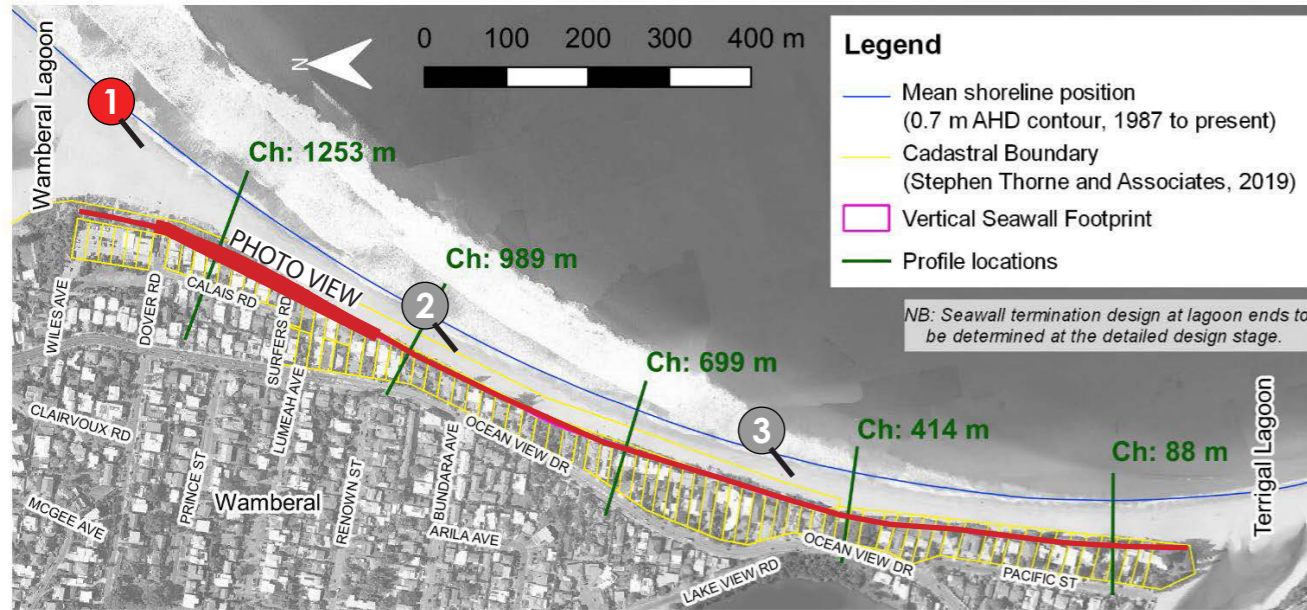 Wamberal Lagoon
1
N
0 100 200 300 400 m
Legend
Mean shoreline position
(0.7 m AHD contour, 1987 to present)
Cadastral Boundary
(Stephen Thorne and Associates, 2019)
Vertical Seawall Footprint
Profile locations
NB: Seawall termination design at lagoon ends to
be determined at the detailed design stage.
Ch: 1253 m
PHOTO VIEW
Ch: 989 m
2
Ch: 699 m
3
Ch: 414 m
Ch: 88 m
Terrigal Lagoon
WILES AVE
DOVER RD
CALAIS RD
SURFERS RD
LUMEAH AVE
CLAIRVOUX RD
PRINCE ST
MCGEE AVE
Wamberal
RENOWN ST
BUNDARA AVE
ARILA AVE
OCEAN VIEW DR
LAKE VIEW RD
OCEAN VIEW DR
PACIFIC ST